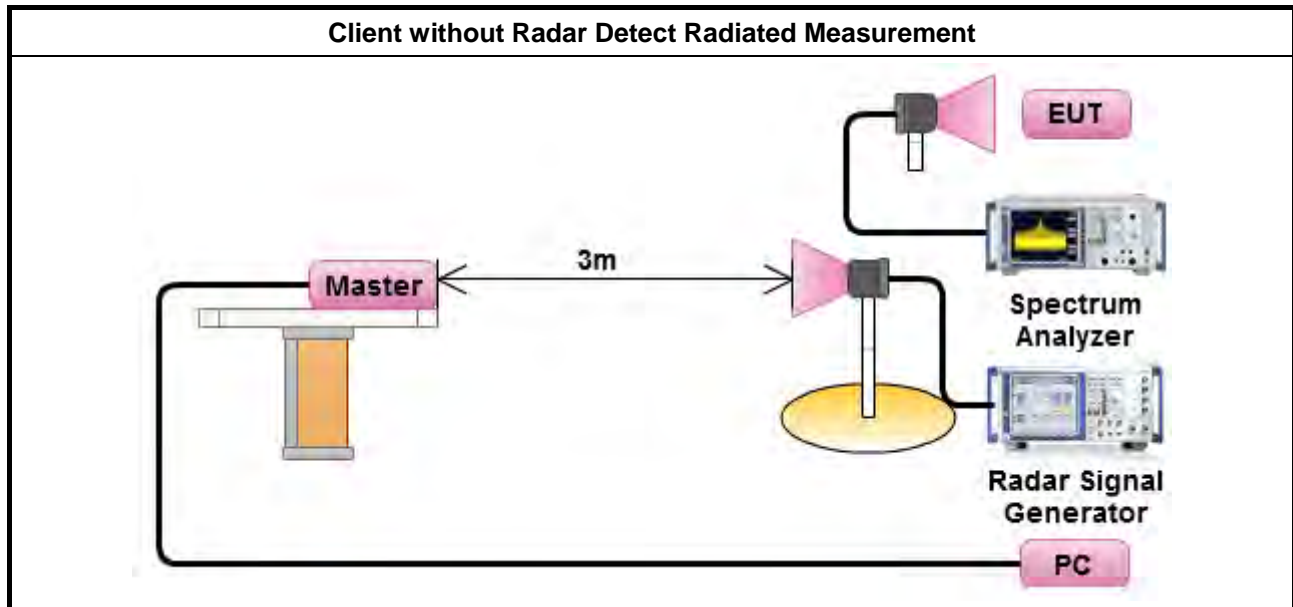 Client without Radar Detect Radiated Measurement
EUT
3m
Master
Spectrum
Analyzer
Radar Signal
Generator
PC